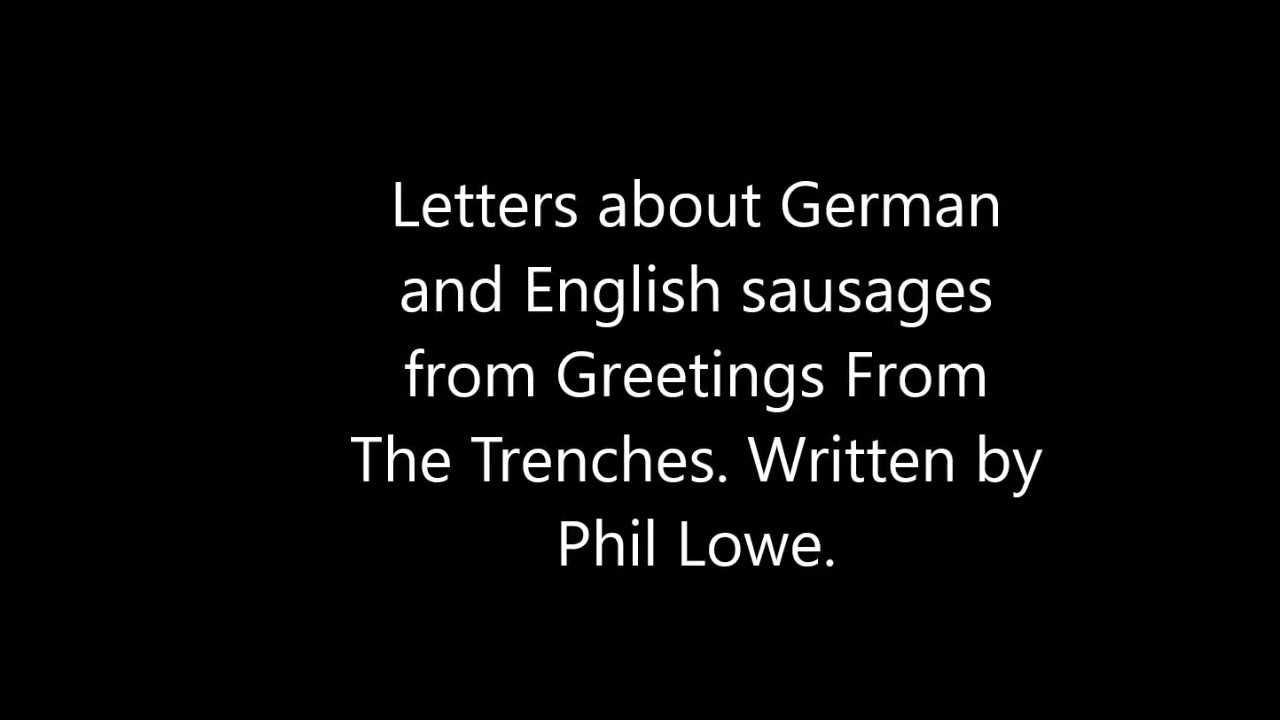 Letters about German
and English sausages
from Greetings From
The Trenches. Written by
Phil Lowe.